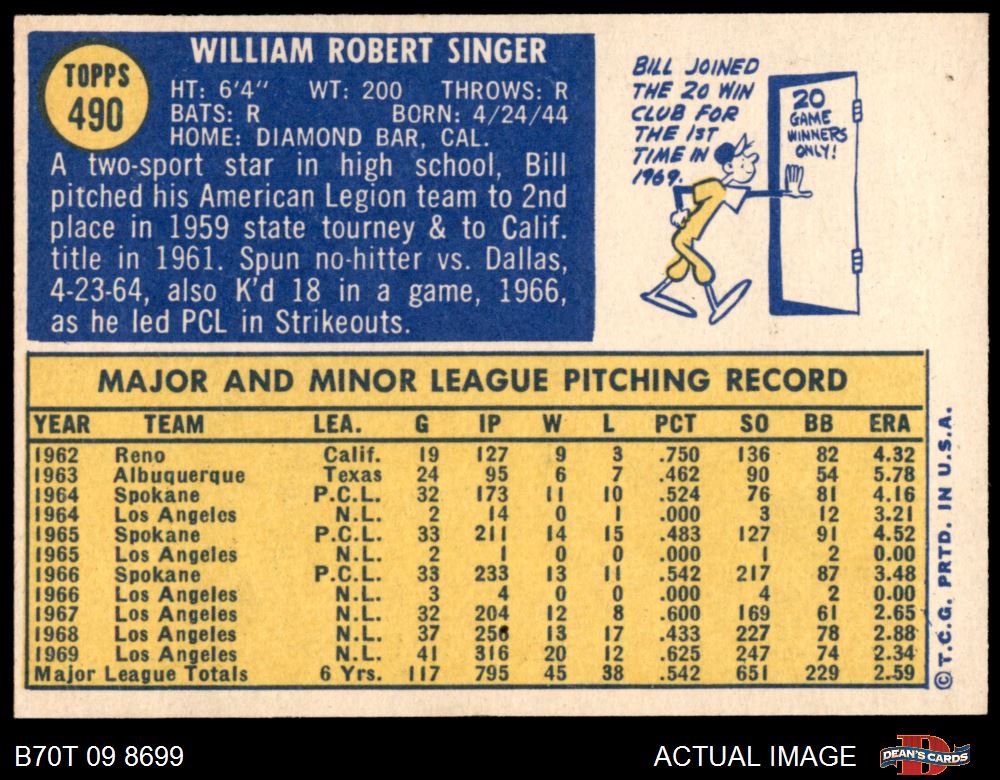 TOPPS
490
WILLIAM ROBERT SINGER
HT: 6'4" WT: 200 THROWS: R
BATS: R BORN: 4/24/44
HOME: DIAMOND BAR, CAL.
A two-sport star in high school, Bill
pitched his American Legion team to 2nd
place in 1959 state tourney & to Calif.
title in 1961. Spun no-hitter vs. Dallas,
4-23-64, also K'd 18 in a game, 1966,
as he led PCL in Strikeouts.
BILL JOINED
THE 20 WIN
CLUB FOR
THE 1ST
TIME IN
1969.
20
GAME
WINNERS
ONLY!
MAJOR AND MINOR LEAGUE PITCHING RECORD
YEAR TEAM LEA. G IP W L PCT SO BB ERA
1962 Reno Calif. 19 127 9 3 .750 136 82 4.32
1963 Albuquerque Texas 24 95 6 7 .462 90 54 5.78
1964 Spokane P.C.L. 32 173 11 10 .524 76 81 4.16
1964 Los Angeles N.L. 2 14 0 1 .000 3 12 3.21
1965 Spokane P.C.L. 33 211 14 15 .483 127 91 4.52
1965 Los Angeles N.L. 2 1 0 0 .000 1 2 0.00
1966 Spokane P.C.L. 33 233 13 11 .542 217 87 3.48
1966 Los Angeles N.L. 3 4 0 0 .000 4 2 0.00
1967 Los Angeles N.L. 32 204 12 8 .600 169 61 2.65
1968 Los Angeles N.L. 37 256 13 17 .433 227 78 2.88
1969 Los Angeles N.L. 41 316 20 12 .625 247 74 2.34
Major League Totals 6 Yrs. 117 795 45 38 .542 651 229 2.59
© T.C.G. PRTD. IN U.S.A.
B70T 09 8699
ACTUAL IMAGE
DEAN'S CARDS